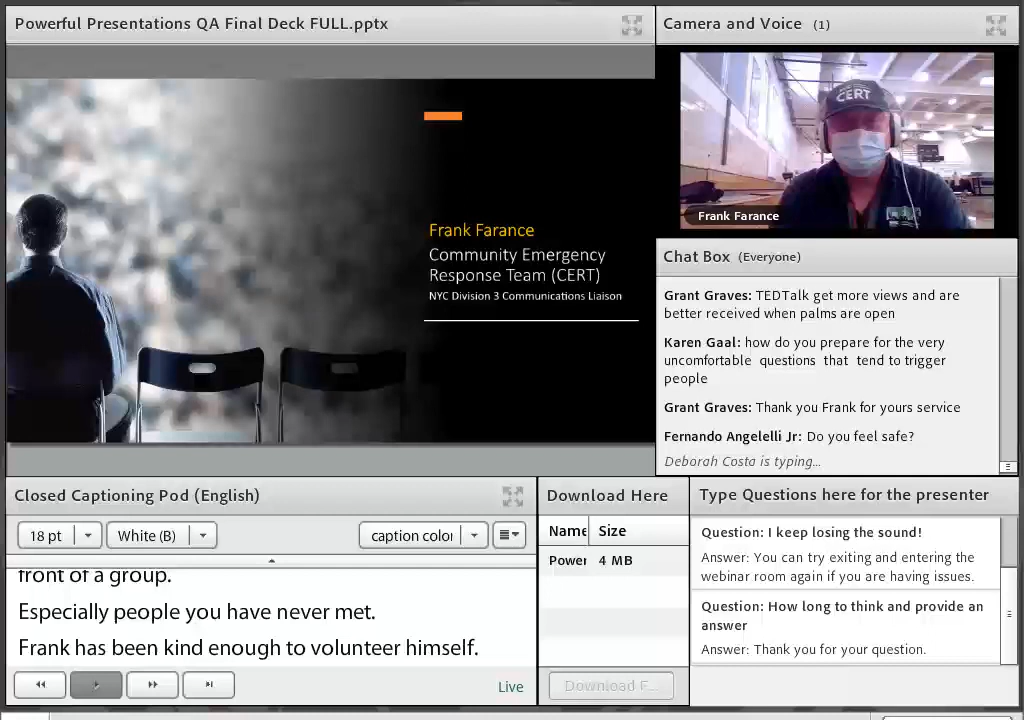 Powerful Presentations QA Final Deck FULL.pptx
Frank Farance
Community Emergency
Response Team (CERT)
NYC Division 3 Communications Liaison
Camera and Voice (1)
CERT
Frank Farance
Chat Box (Everyone)
Grant Graves: TEDTalk get more views and are
better received when palms are open
Karen Gaal: how do you prepare for the very
uncomfortable questions that tend to trigger
people
Grant Graves: Thank you Frank for yours service
Fernando Angelelli Jr: Do you feel safe?
Deborah Costa is typing...
Closed Captioning Pod (English)
18 pt White (B) caption color
front of a group.
Especially people you have never met.
Frank has been kind enough to volunteer himself.
Live
Download Here
Name Size
Power 4 MB
Download F...
Type Questions here for the presenter
Question: I keep losing the sound!
Answer: You can try exiting and entering the
webinar room again if you are having issues.
Question: How long to think and provide an
answer
Answer: Thank you for your question.